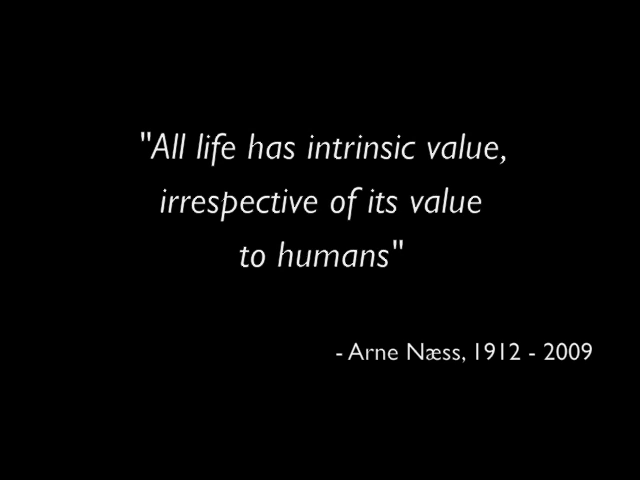 "All life has intrinsic value,
irrespective of its value
to humans"
- Arne Næss, 1912 - 2009